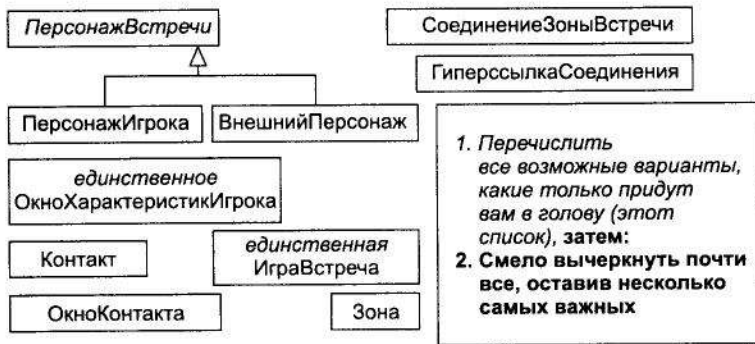 ПерсонажВстречи
СоединениеЗоныВстречи
ГиперссылкаСоединения
ПерсонажИгрока
ВнешнийПерсонаж
единственное
ОкноХарактеристикИгрока
Контакт
единственная
ИграВстреча
ОкноКонтакта
Зона
1. Перечислить
все возможные варианты,
какие только придут
вам в голову (этот
список), затем:
2. Смело вычеркнуть почти
все, оставив несколько
самых важных